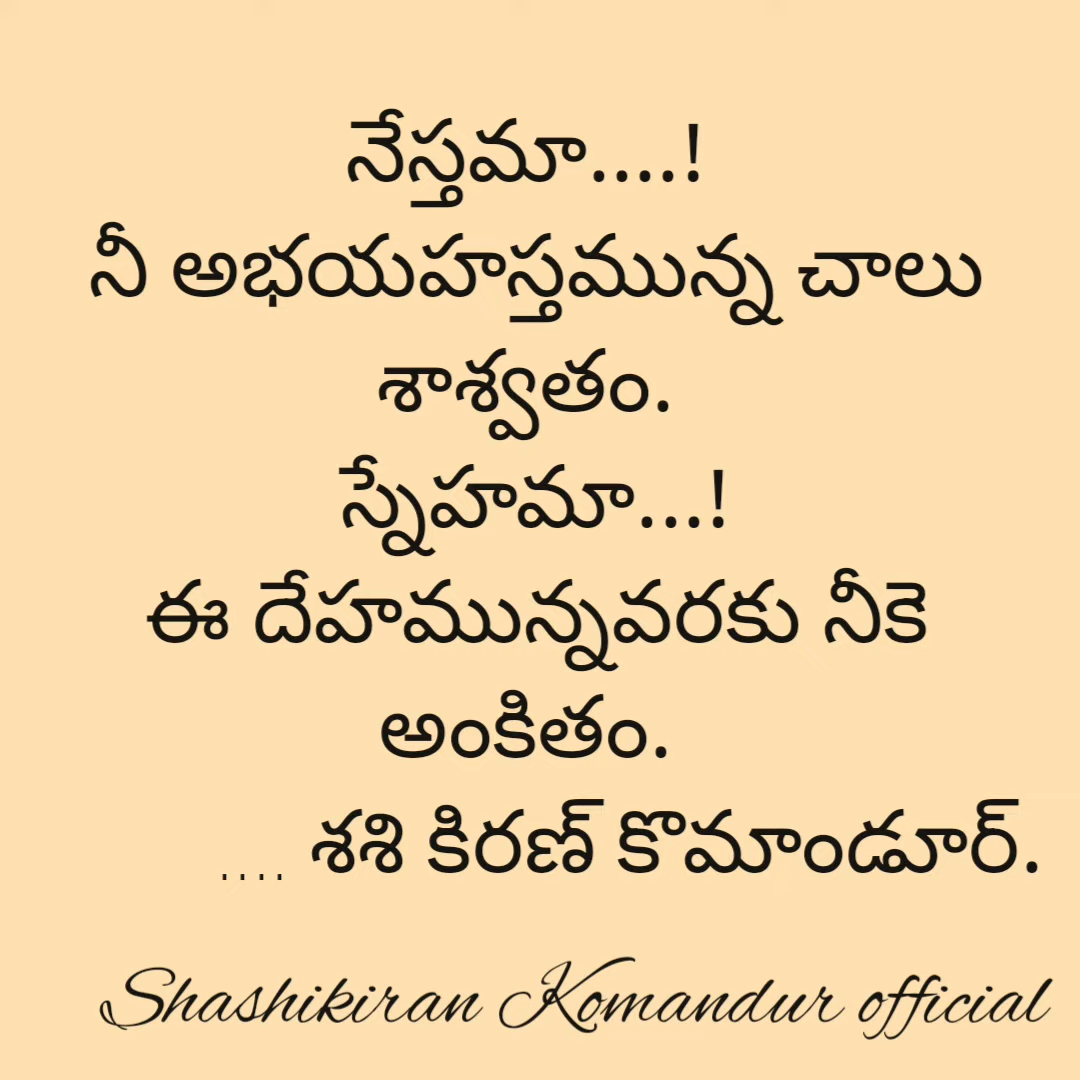 నేస్తమా....!
నీ అభయహస్తమున్న చాలు
శాశ్వతం.
స్నేహమా...!
ఈ దేహమున్నవరకు నీకె
అంకితం.
.... శశి కిరణ్ కొమాండూర్.
Shashikiran Komandur official